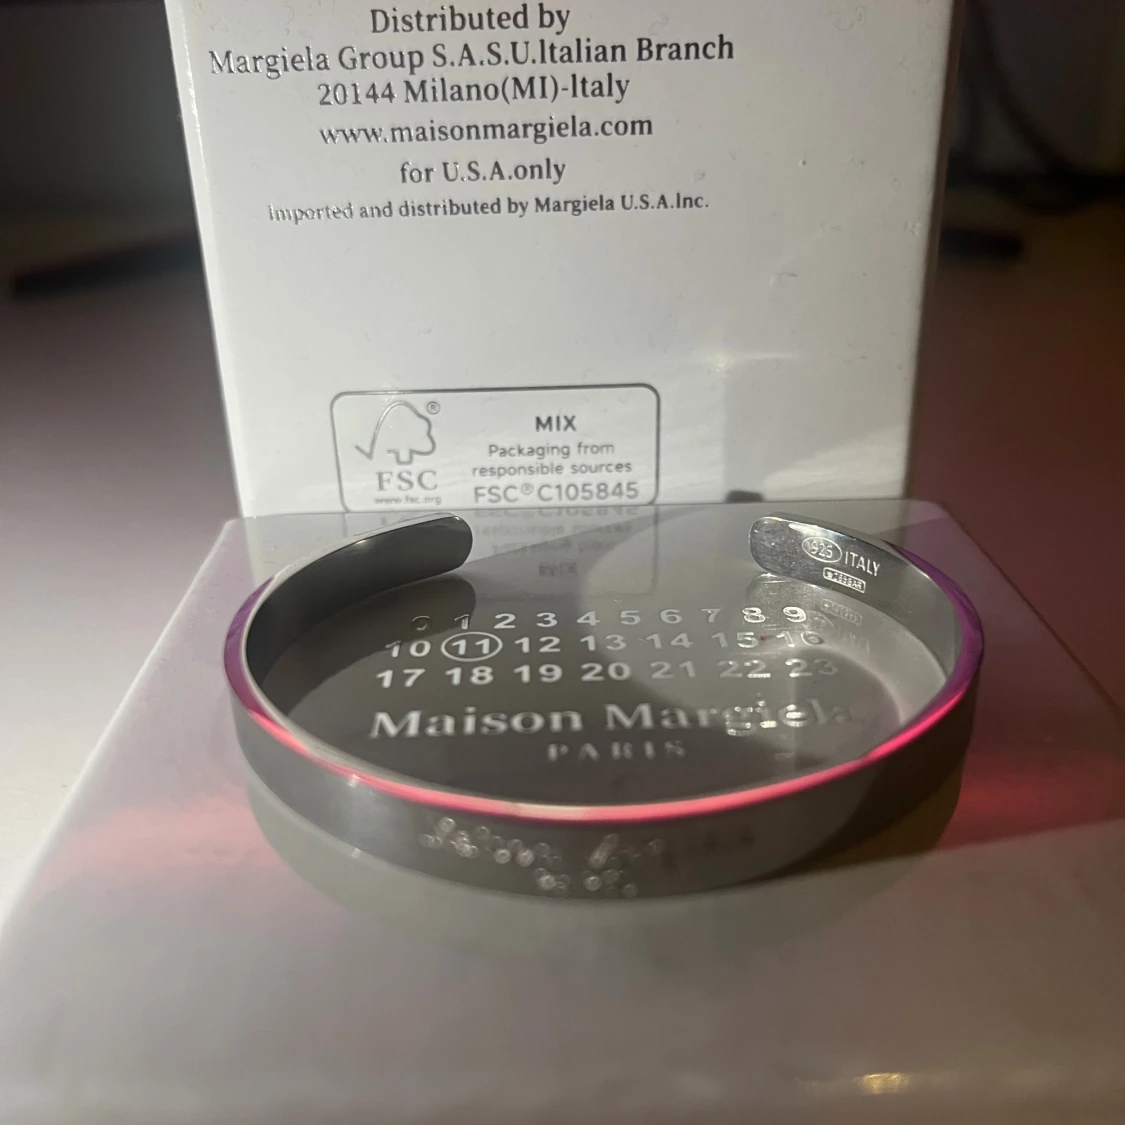 Distributed by
Margiela Group S.A.S.U.Italian Branch
20144 Milano(MI)-Italy
www.maisonmargiela.com
for U.S.A.only
imported and distributed by Margiela U.S.A.Inc.
FSC®
www.fsc.org
MIX
Packaging from
responsible sources
FSC® C105845
925 ITALY
0 1 2 3 4 5 6 7 8 9
10 11 12 13 14 15 16
17 18 19 20 21 22 23
Maison Margiela
PARIS